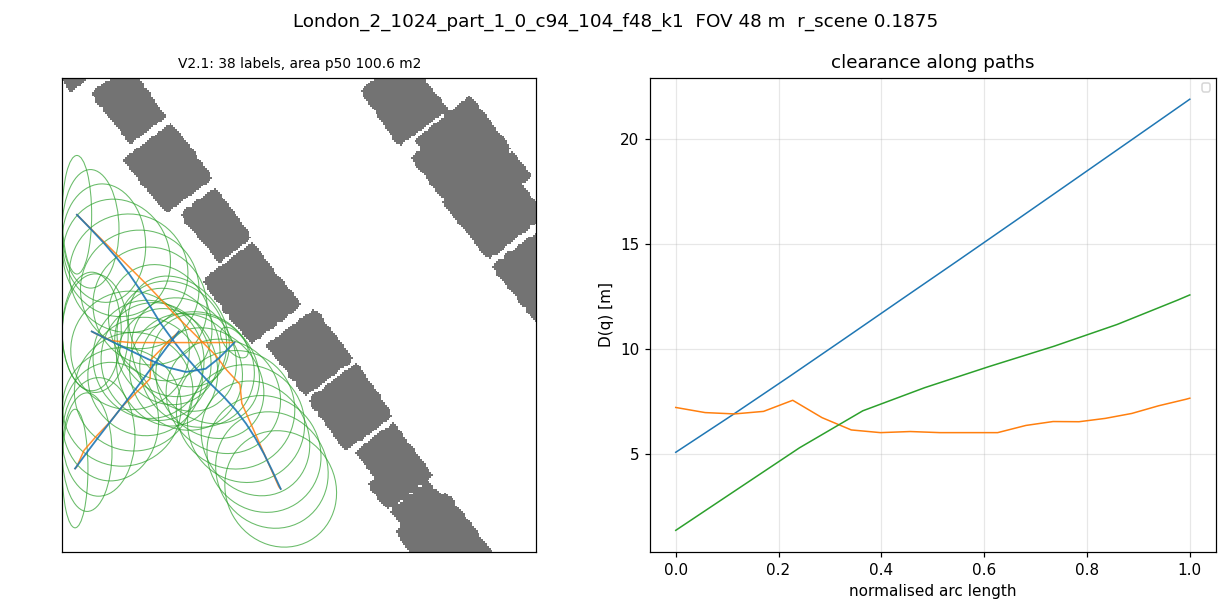 London_2_1024_part_1_0_c94_104_f48_k1 FOV 48 m r_scene 0.1875
V2.1: 38 labels, area p50 100.6 m2
clearance along paths
D(q) [m]
20
15
10
5
0.0 0.2 0.4 0.6 0.8 1.0
normalised arc length